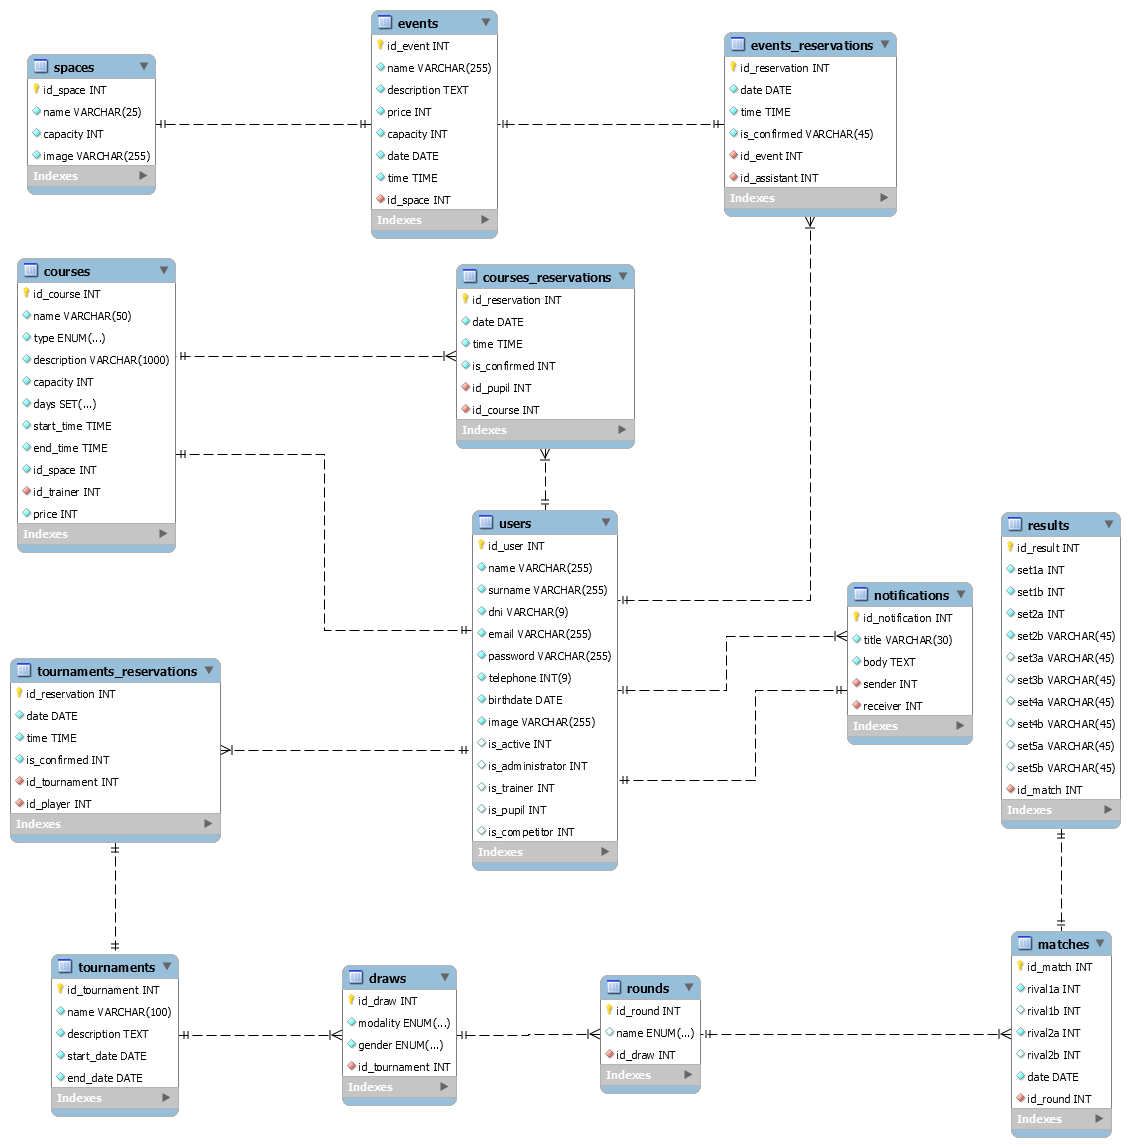 spaces
id_space INT
name VARCHAR(25)
capacity INT
image VARCHAR(255)
Indexes
events
id_event INT
name VARCHAR(255)
description TEXT
price INT
capacity INT
date DATE
time TIME
id_space INT
Indexes
events_reservations
id_reservation INT
date DATE
time TIME
is_confirmed VARCHAR(45)
id_event INT
id_assistant INT
Indexes
courses
id_course INT
name VARCHAR(50)
type ENUM(...)
description VARCHAR(1000)
capacity INT
days SET(...)
start_time TIME
end_time TIME
id_space INT
id_trainer INT
price INT
Indexes
courses_reservations
id_reservation INT
date DATE
time TIME
is_confirmed INT
id_pupil INT
id_course INT
Indexes
users
id_user INT
name VARCHAR(255)
surname VARCHAR(255)
dni VARCHAR(9)
email VARCHAR(255)
password VARCHAR(255)
telephone INT(9)
birthdate DATE
image VARCHAR(255)
is_active INT
is_administrator INT
is_trainer INT
is_pupil INT
is_competitor INT
Indexes
notifications
id_notification INT
title VARCHAR(30)
body TEXT
sender INT
receiver INT
Indexes
results
id_result INT
set1a INT
set1b INT
set2a INT
set2b VARCHAR(45)
set3a VARCHAR(45)
set3b VARCHAR(45)
set4a VARCHAR(45)
set4b VARCHAR(45)
set5a VARCHAR(45)
set5b VARCHAR(45)
id_match INT
Indexes
tournaments_reservations
id_reservation INT
date DATE
time TIME
is_confirmed INT
id_tournament INT
id_player INT
Indexes
tournaments
id_tournament INT
name VARCHAR(100)
description TEXT
start_date DATE
end_date DATE
Indexes
draws
id_draw INT
modality ENUM(...)
gender ENUM(...)
id_tournament INT
Indexes
rounds
id_round INT
name ENUM(...)
id_draw INT
Indexes
matches
id_match INT
rival1a INT
rival1b INT
rival2a INT
rival2b INT
date DATE
id_round INT
Indexes